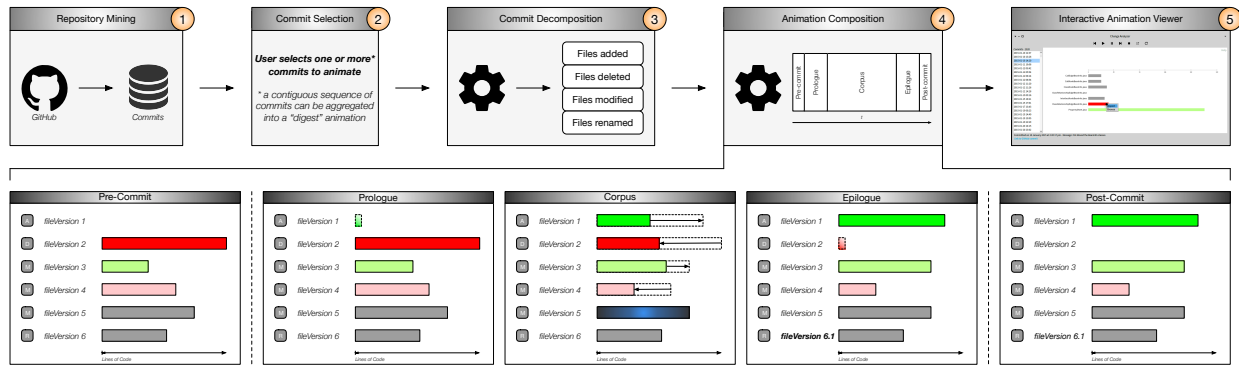 Repository Mining
1
GitHub
Commits
Commit Selection
2
User selects one or more*
commits to animate
* a contiguous sequence of
commits can be aggregated
into a "digest" animation
Commit Decomposition
3
Files added
Files deleted
Files modified
Files renamed
Animation Composition
4
Pre-commit
Prologue
Corpus
Epilogue
Post-commit
t
Interactive Animation Viewer
5
Pre-Commit
A fileVersion 1
D fileVersion 2
M fileVersion 3
M fileVersion 4
M fileVersion 5
R fileVersion 6
Lines of Code
Prologue
A fileVersion 1
D fileVersion 2
M fileVersion 3
M fileVersion 4
M fileVersion 5
R fileVersion 6
Lines of Code
Corpus
A fileVersion 1
D fileVersion 2
M fileVersion 3
M fileVersion 4
M fileVersion 5
R fileVersion 6
Lines of Code
Epilogue
A fileVersion 1
D fileVersion 2
M fileVersion 3
M fileVersion 4
M fileVersion 5
R fileVersion 6.1
Lines of Code
Post-Commit
A fileVersion 1
D fileVersion 2
M fileVersion 3
M fileVersion 4
M fileVersion 5
R fileVersion 6.1
Lines of Code